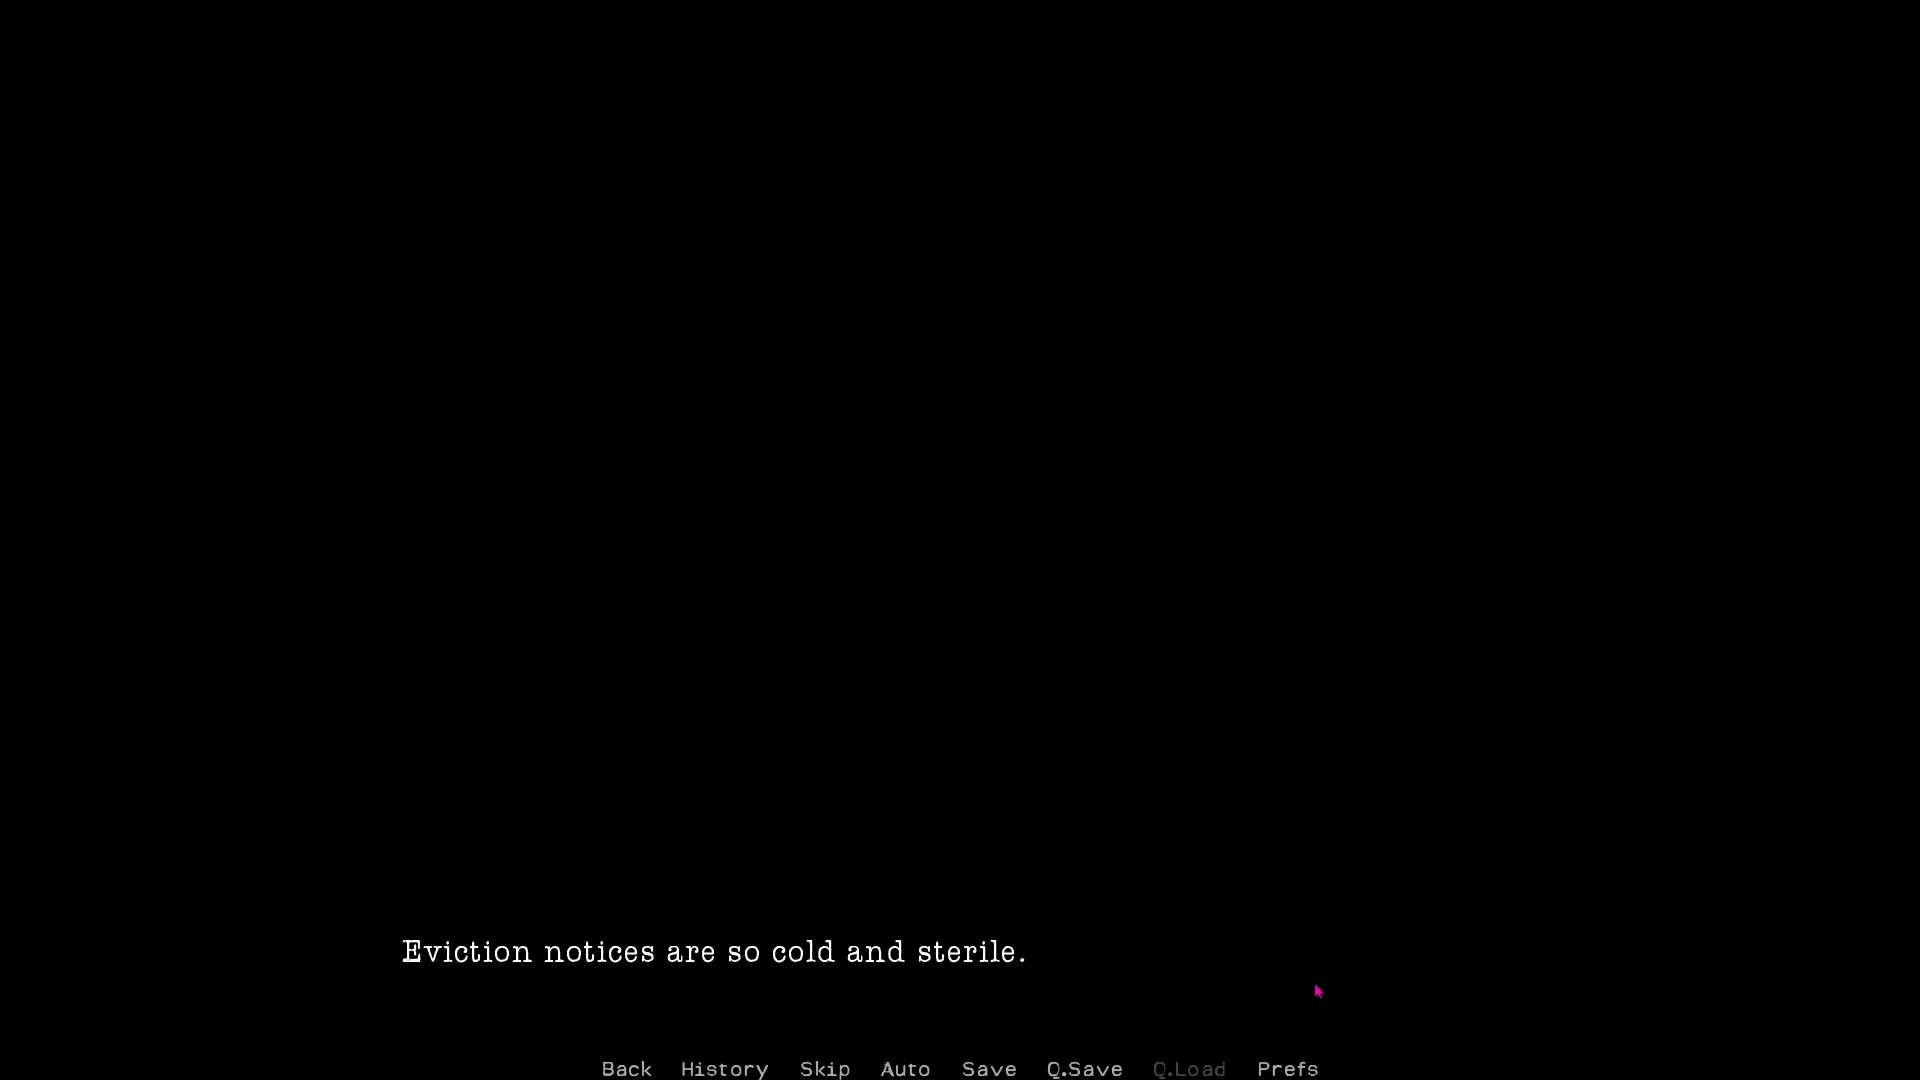 Eviction notices are so cold and sterile.
Back History Skip Auto Save Q.Save Q.Load Prefs